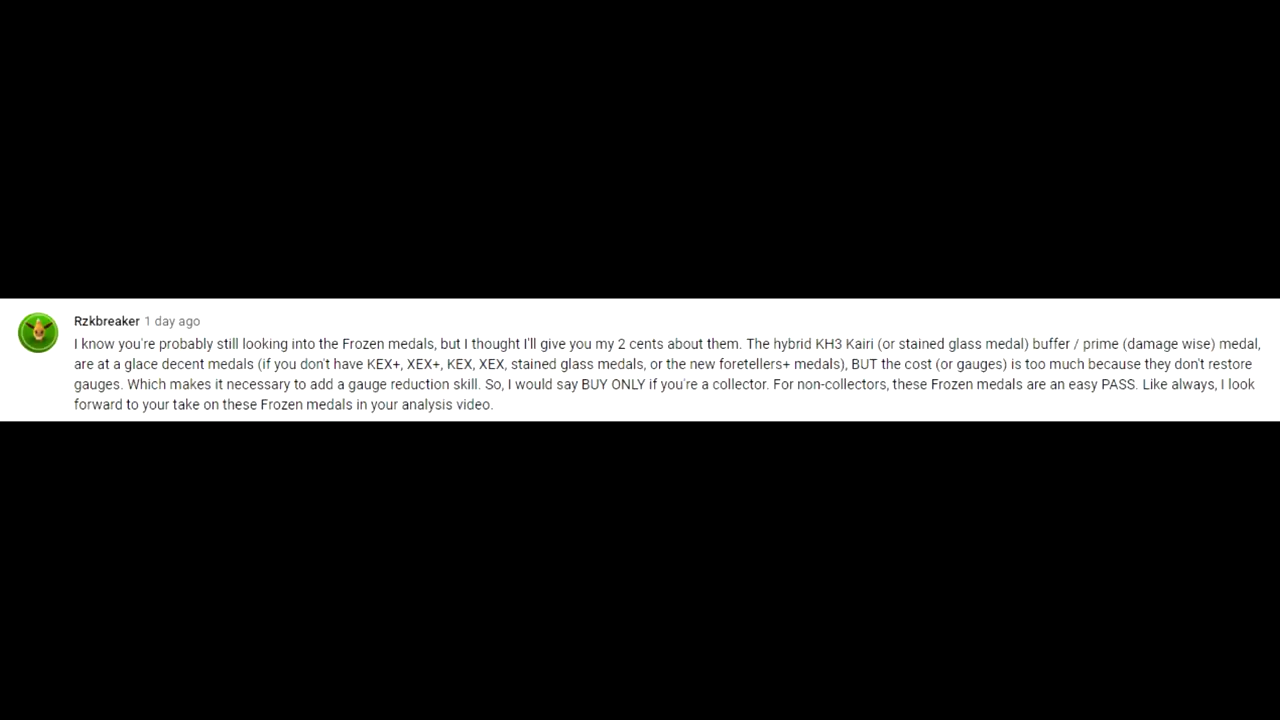 Rzkbreaker 1 day ago
I know you're probably still looking into the Frozen medals, but I thought I'll give you my 2 cents about them. The hybrid KH3 Kairi (or stained glass medal) buffer / prime (damage wise) medal,
are at a glace decent medals (if you don't have KEX+, XEX+, KEX, XEX, stained glass medals, or the new foretellers+ medals), BUT the cost (or gauges) is too much because they don't restore
gauges. Which makes it necessary to add a gauge reduction skill. So, I would say BUY ONLY if you're a collector. For non-collectors, these Frozen medals are an easy PASS. Like always, I look
forward to your take on these Frozen medals in your analysis video.